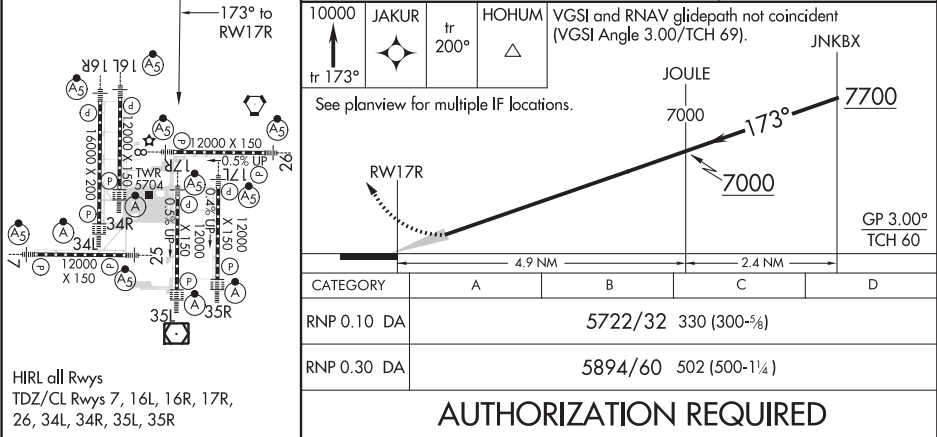 173° to
RW17R
16R
16L
A5
A5
P
P
16000 X 200
12000 X 150
A5
8
P
12000 X 150
A5
26
0.5% UP
17R
17L
P
TWR
5704
A5
P
P
A5
P
A
P
34R
34L
0.5% UP
12000
X 150
0.4% UP
12000
X 150
A5
A
7
P
12000
X 150
P
25
A5
P
P
A
A
35L
35R
HIRL all Rwys
TDZ/CL Rwys 7, 16L, 16R, 17R,
26, 34L, 34R, 35L, 35R
10000
tr 173°
JAKUR
tr
200°
HOHUM
VGSI and RNAV glidepath not coincident
(VGSI Angle 3.00/TCH 69).
See planview for multiple IF locations.
JNKBX
JOULE
7000
7700
173°
7000
RW17R
GP 3.00°
TCH 60
4.9 NM
2.4 NM
CATEGORY A B C D
RNP 0.10 DA 5722/32 330 (300-⅝)
RNP 0.30 DA 5894/60 502 (500-1¼)
AUTHORIZATION REQUIRED